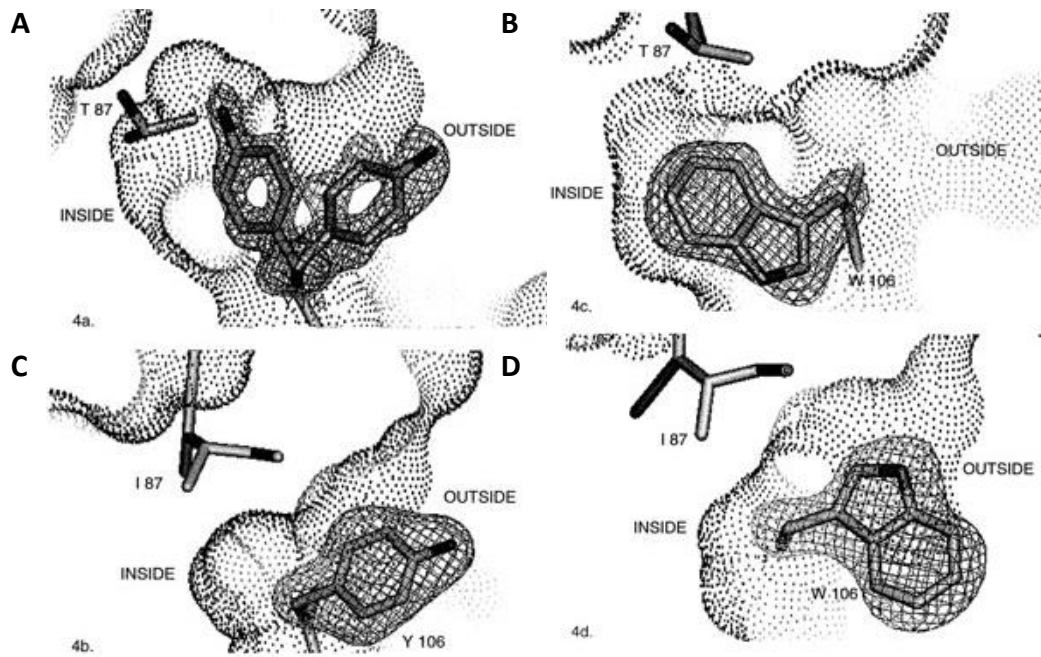 A
T 87
OUTSIDE
INSIDE
4a.
B
T 87
OUTSIDE
INSIDE
W 106
4c.
C
I 87
OUTSIDE
INSIDE
Y 106
4b.
D
I 87
OUTSIDE
INSIDE
W 106
4d.